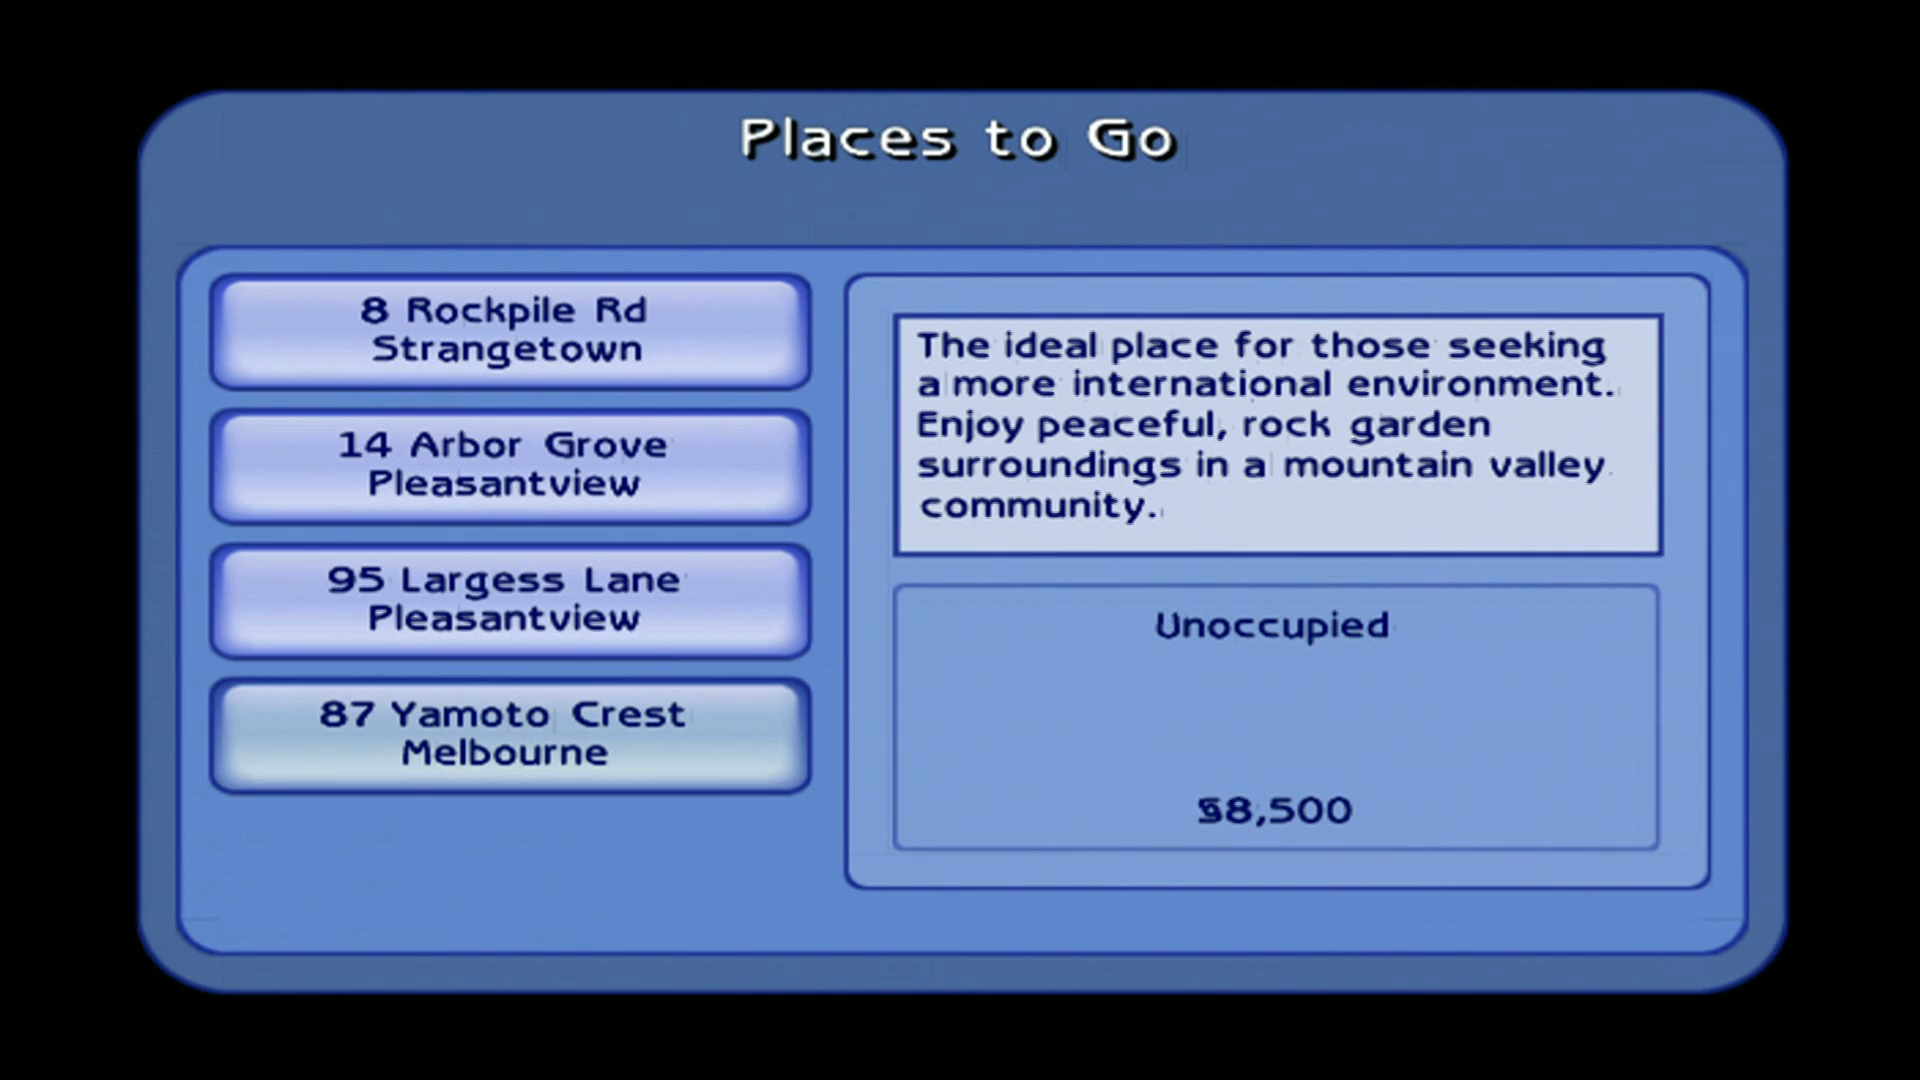 Places to Go
8 Rockpile Rd
Strangetown
14 Arbor Grove
Pleasantview
95 Largess Lane
Pleasantview
87 Yamoto Crest
Melbourne
The ideal place for those seeking
a more international environment.
Enjoy peaceful, rock garden
surroundings in a mountain valley
community.
Unoccupied
§8,500